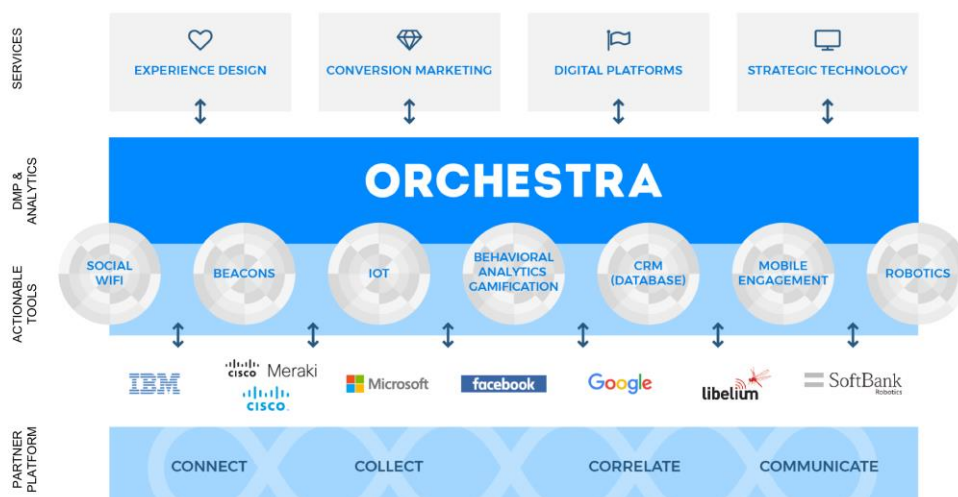 SERVICES
EXPERIENCE DESIGN
CONVERSION MARKETING
DIGITAL PLATFORMS
STRATEGIC TECHNOLOGY
DMP &
ANALYTICS
ORCHESTRA
ACTIONABLE
TOOLS
SOCIAL
WIFI
BEACONS
IOT
BEHAVIORAL
ANALYTICS
GAMIFICATION
CRM
(DATABASE)
MOBILE
ENGAGEMENT
ROBOTICS
IBM
CISCO Meraki
CISCO.
Microsoft
facebook
Google
libelium
SoftBank
Robotics
PARTNER
PLATFORM
CONNECT
COLLECT
CORRELATE
COMMUNICATE